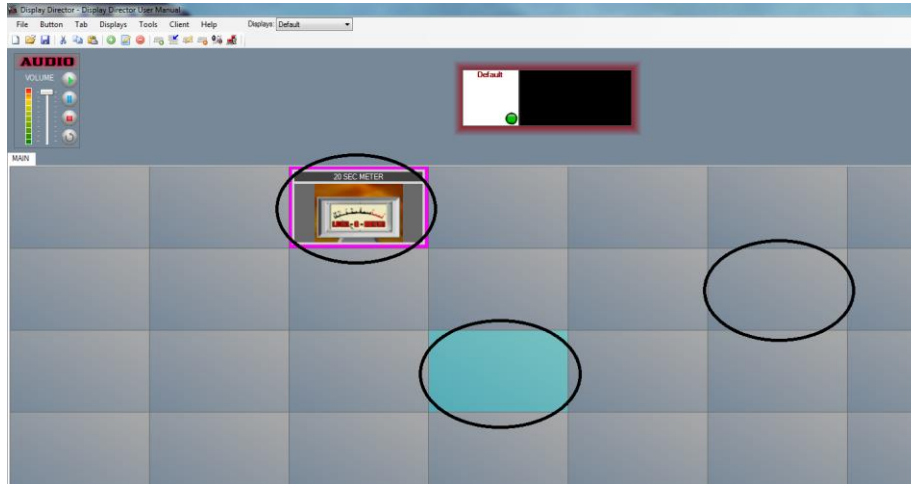 Display Director - Display Director User Manual
File Button Tab Displays Tools Client Help Displays: Default
AUDIO
VOLUME
Default
MAIN
20 SEC METER